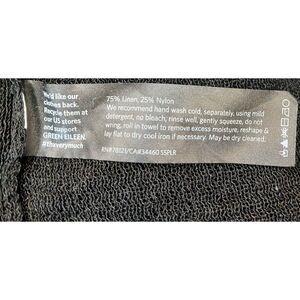 We'd like our
clothes back.
Recycle them at
our US stores
and support
GREEN EILEEN.
#theverymuch
75% Linen, 25% Nylon
We recommend hand wash cold, separately, using mild
detergent, no bleach, rinse well, gently squeeze, do not
wring, roll in towel to remove excess moisture, reshape &
lay flat to dry cool iron if necessary. May be dry cleaned.
RN#78121/CA#34460 S5PLR